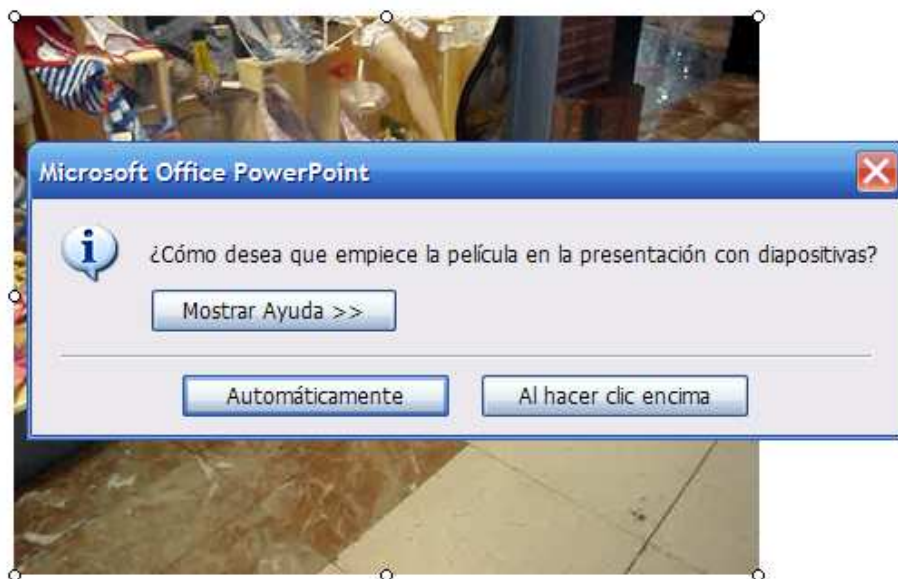 Microsoft Office PowerPoint
¿Cómo desea que empiece la película en la presentación con diapositivas?
Mostrar Ayuda >>
Automáticamente
Al hacer clic encima